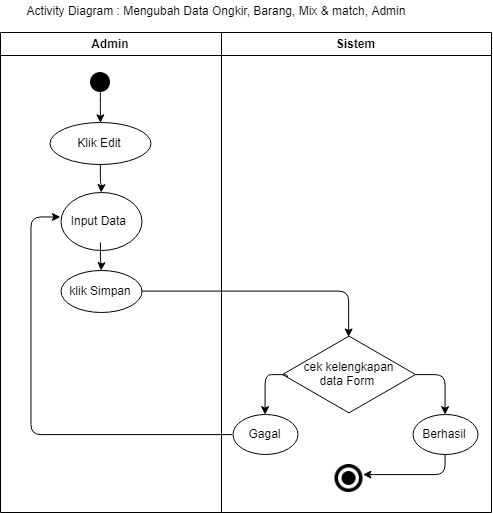 Activity Diagram : Mengubah Data Ongkir, Barang, Mix & match, Admin
Admin
Sistem
Klik Edit
Input Data
klik Simpan
cek kelengkapan
data Form
Gagal
Berhasil